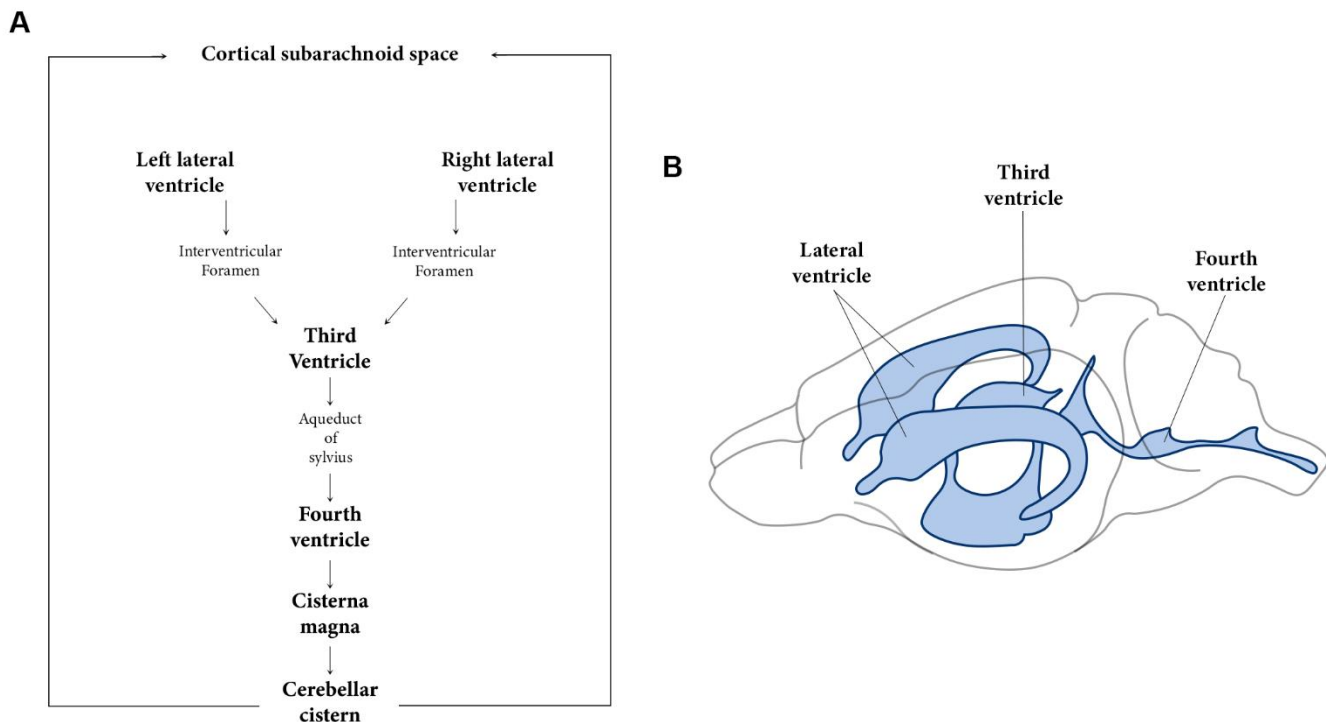 A
Cortical subarachnoid space
Left lateral
ventricle
Right lateral
ventricle
Interventricular
Foramen
Interventricular
Foramen
Third
Ventricle
Aqueduct
of
sylvius
Fourth
ventricle
Cisterna
magna
Cerebellar
cistern
B
Third
ventricle
Lateral
ventricle
Fourth
ventricle